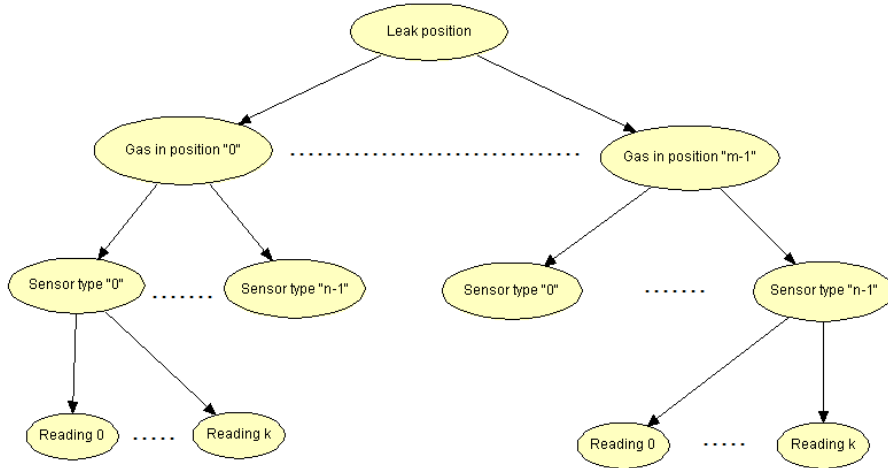 Leak position
Gas in position "0"
Gas in position "m-1"
Sensor type "0"
Sensor type "n-1"
Sensor type "0"
Sensor type "n-1"
Reading 0
Reading k
Reading 0
Reading k